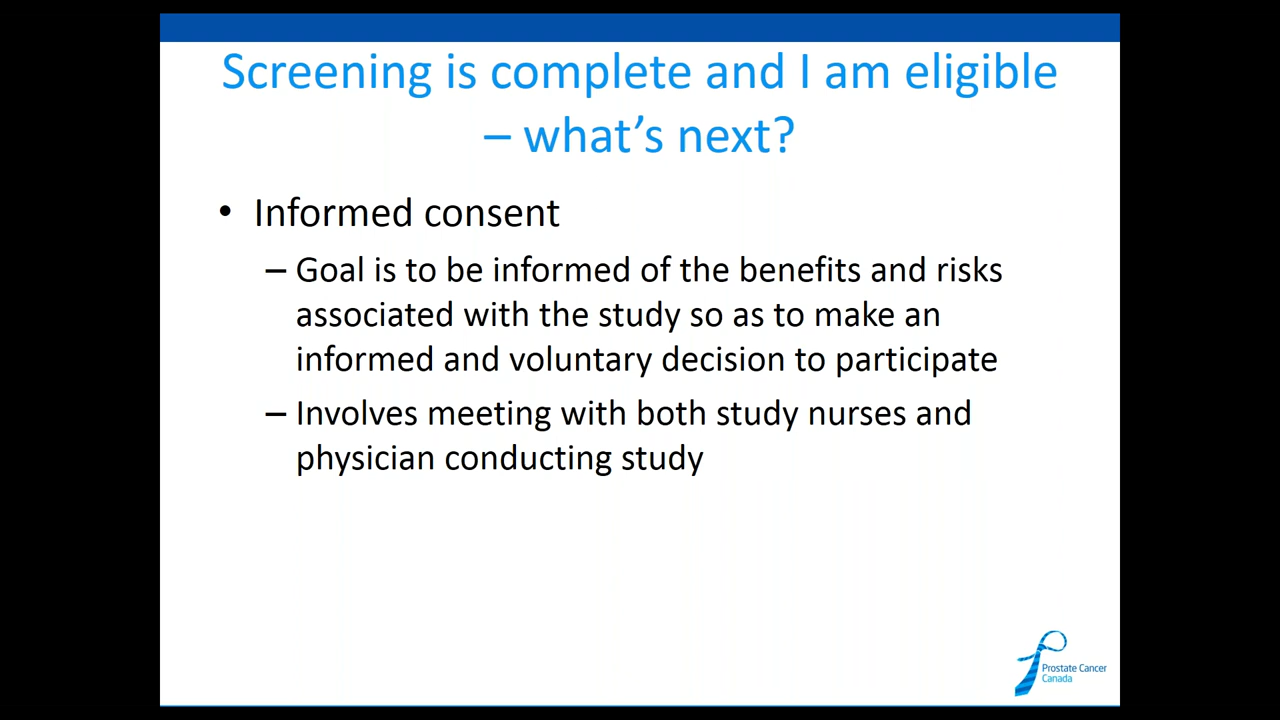 Screening is complete and I am eligible
– what’s next?
• Informed consent
– Goal is to be informed of the benefits and risks
associated with the study so as to make an
informed and voluntary decision to participate
– Involves meeting with both study nurses and
physician conducting study
Prostate Cancer
Canada